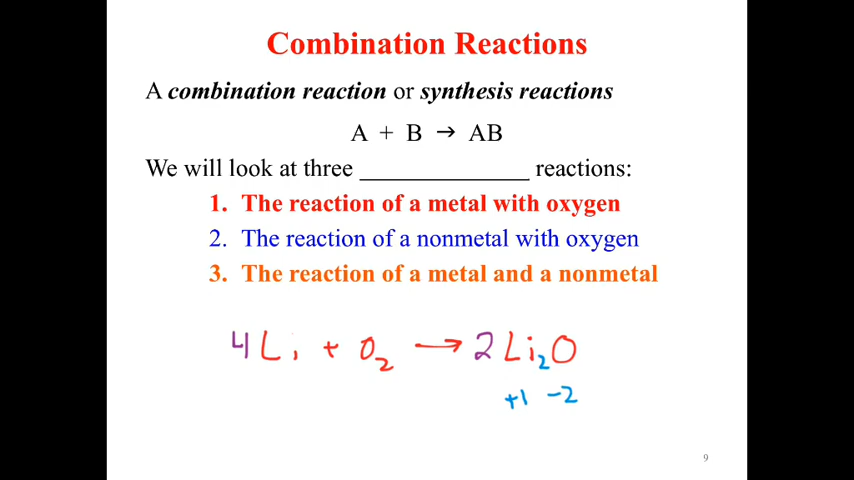 Combination Reactions
A combination reaction or synthesis reactions
A + B → AB
We will look at three ______________ reactions:
1. The reaction of a metal with oxygen
2. The reaction of a nonmetal with oxygen
3. The reaction of a metal and a nonmetal
4Li + O₂ → 2Li₂O
+1 -2
9